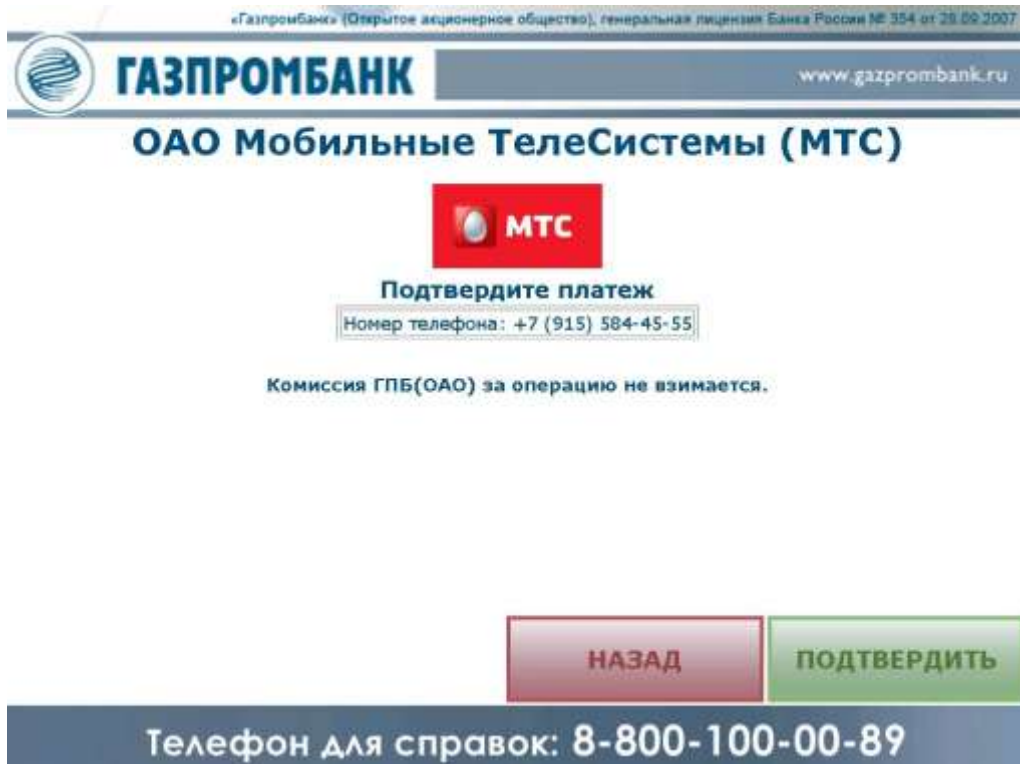 «Газпромбанк» (Открытое акционерное общество), генеральная лицензия Банка России № 354 от 28.09.2007
ГАЗПРОМБАНК
www.gazprombank.ru
ОАО Мобильные ТелеСистемы (МТС)
МТС
Подтвердите платеж
Номер телефона: +7 (915) 584-45-55
Комиссия ГПБ(ОАО) за операцию не взимается.
НАЗАД
ПОДТВЕРДИТЬ
Телефон для справок: 8-800-100-00-89